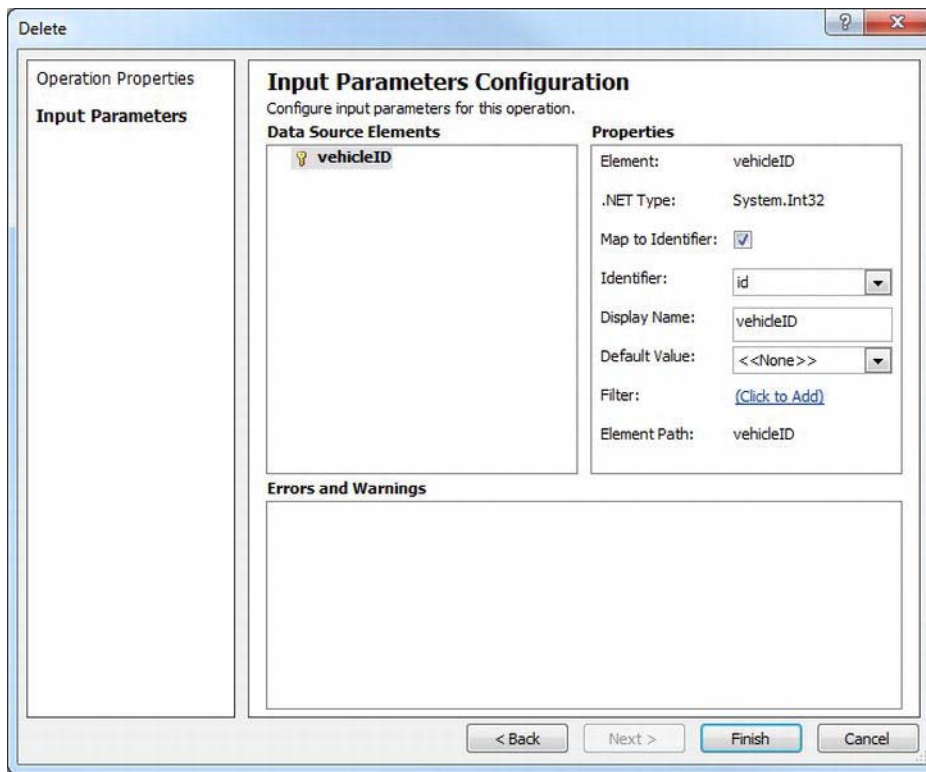 Delete
?
X
Operation Properties
Input Parameters
Input Parameters Configuration
Configure input parameters for this operation.
Data Source Elements
vehicleID
Properties
Element: vehicleID
.NET Type: System.Int32
Map to Identifier:
Identifier: id
Display Name: vehicleID
Default Value: <<None>>
Filter: (Click to Add)
Element Path: vehicleID
Errors and Warnings
< Back Next > Finish Cancel